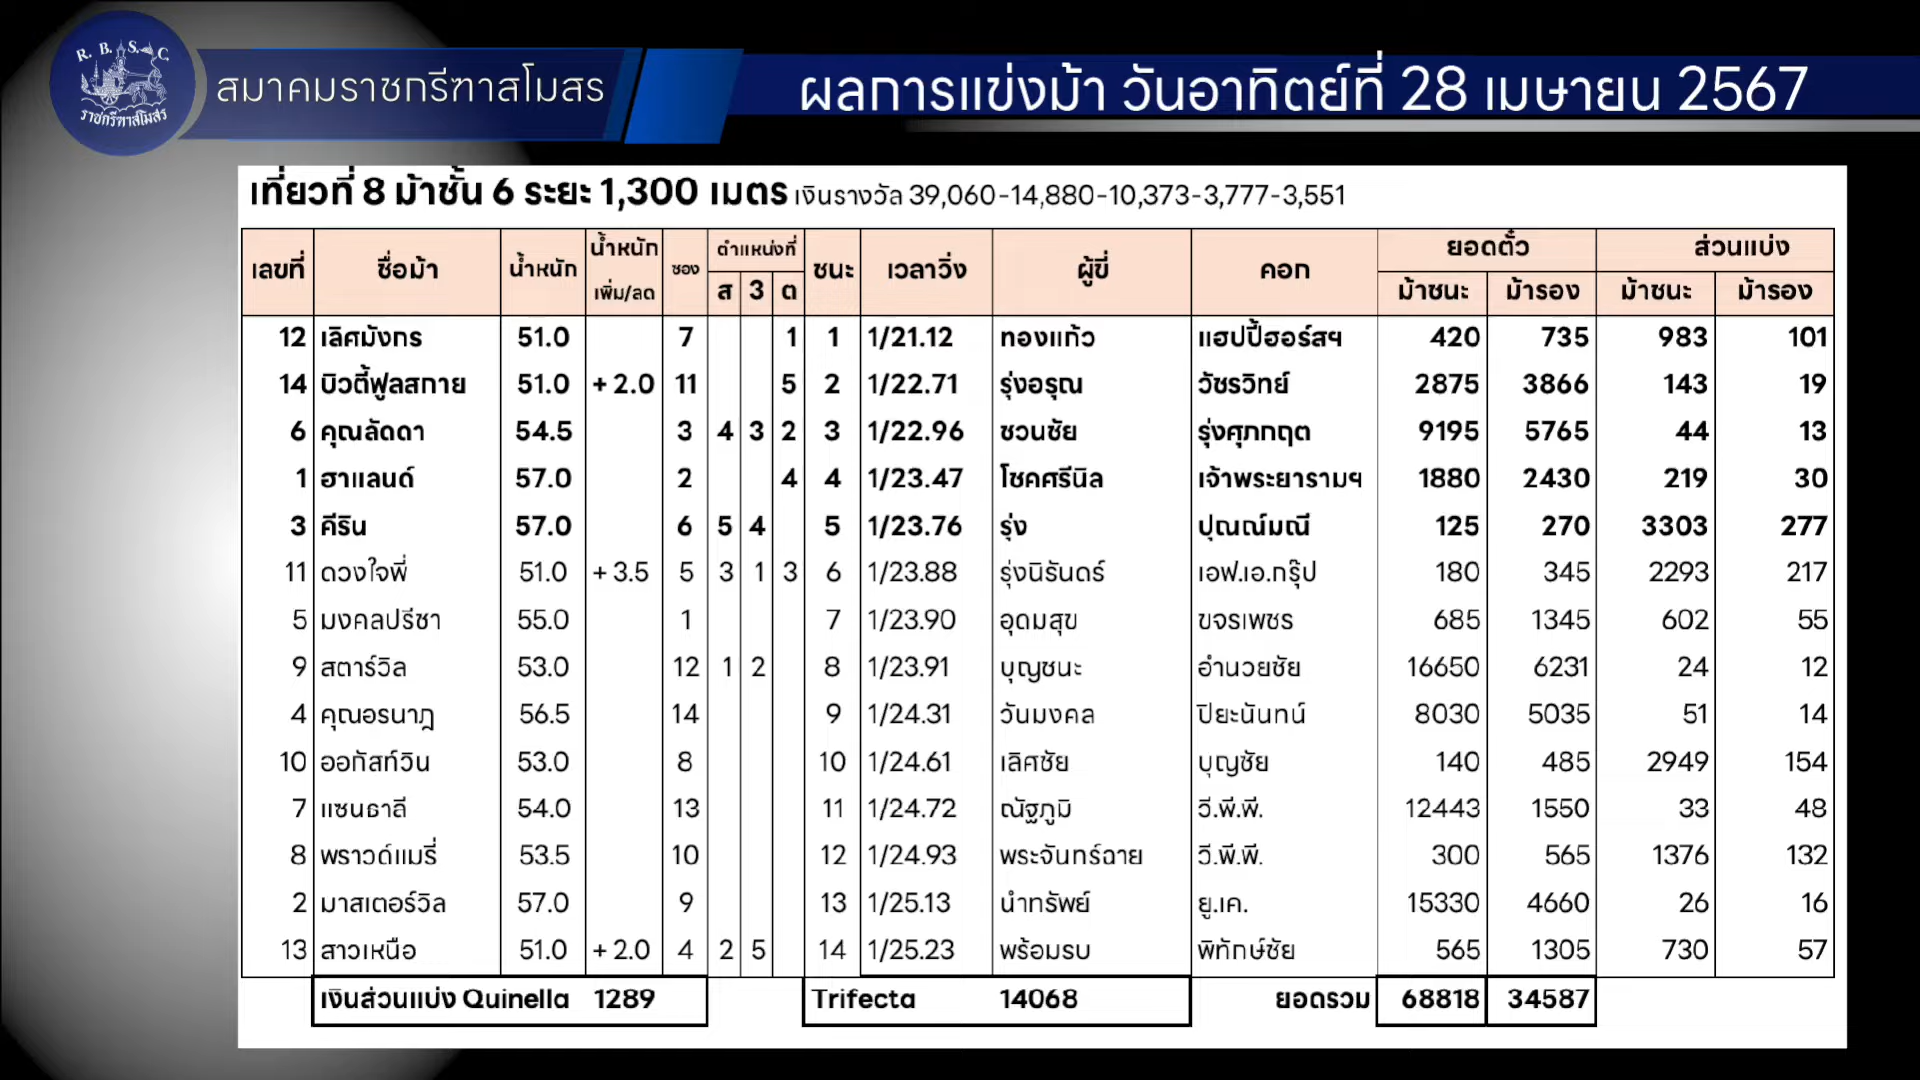 R. B. S. C.
ราชกรีฑาสโมสร
สมาคมราชกรีฑาสโมสร
ผลการแข่งม้า วันอาทิตย์ที่ 28 เมษายน 2567
เที่ยวที่ 8 ม้าชั้น 6 ระยะ 1,300 เมตร เงินรางวัล 39,060-14,880-10,373-3,777-3,551
เลขที่ ชื่อม้า น้ำหนัก น้ำหนัก เพิ่ม/ลด ซอง ตำแหน่งที่ ส 3 ต ชนะ เวลาวิ่ง ผู้ขี่ คอก ยอดตั๋ว ม้าชนะ ม้ารอง ส่วนแบ่ง ม้าชนะ ม้ารอง
12 เลิศมังกร 51.0 7 1 1 1/21.12 ทองแก้ว แฮปปี้ฮอร์สฯ 420 735 983 101
14 บิวตี้ฟูลสกาย 51.0 +2.0 11 5 2 1/22.71 รุ่งอรุณ วัชรวิทย์ 2875 3866 143 19
6 คุณลัดดา 54.5 3 4 3 2 3 1/22.96 ชวนชัย รุ่งศุภกฤต 9195 5765 44 13
1 ฮาแลนด์ 57.0 2 4 4 1/23.47 โชคศรีนิล เจ้าพระยารามฯ 1880 2430 219 30
3 คีริน 57.0 6 5 4 5 1/23.76 รุ่ง ปุณณ์มณี 125 270 3303 277
11 ดวงใจพี่ 51.0 +3.5 5 3 1 3 6 1/23.88 รุ่งนิรันดร์ เอฟ.เอ.กรุ๊ป 180 345 2293 217
5 มงคลปรีชา 55.0 1 7 1/23.90 อุดมสุข ขจรเพชร 685 1345 602 55
9 สตาร์วิล 53.0 12 1 2 8 1/23.91 บุญชนะ อำนวยชัย 16650 6231 24 12
4 คุณอรนาฎ 56.5 14 9 1/24.31 วันมงคล ปิยะนันทน์ 8030 5035 51 14
10 ออกัสท์วิน 53.0 8 10 1/24.61 เลิศชัย บุญชัย 140 485 2949 154
7 แซนธาลี 54.0 13 11 1/24.72 ณัฐภูมิ วี.พี.พี. 12443 1550 33 48
8 พราวด์แมรี่ 53.5 10 12 1/24.93 พระจันทร์ฉาย วี.พี.พี. 300 565 1376 132
2 มาสเตอร์วิล 57.0 9 13 1/25.13 นำทรัพย์ ยู.เค. 15330 4660 26 16
13 สาวเหนือ 51.0 +2.0 4 2 5 14 1/25.23 พร้อมรบ พิทักษ์ชัย 565 1305 730 57
เงินส่วนแบ่ง Quinella 1289 Trifecta 14068 ยอดรวม 68818 34587